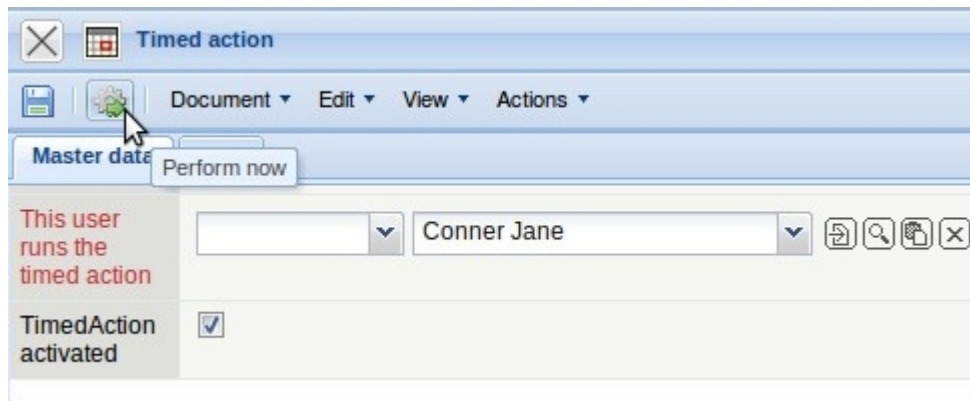 Timed action
Document Edit View Actions
Master data
Perform now
This user
runs the
timed action
Conner Jane
TimedAction
activated